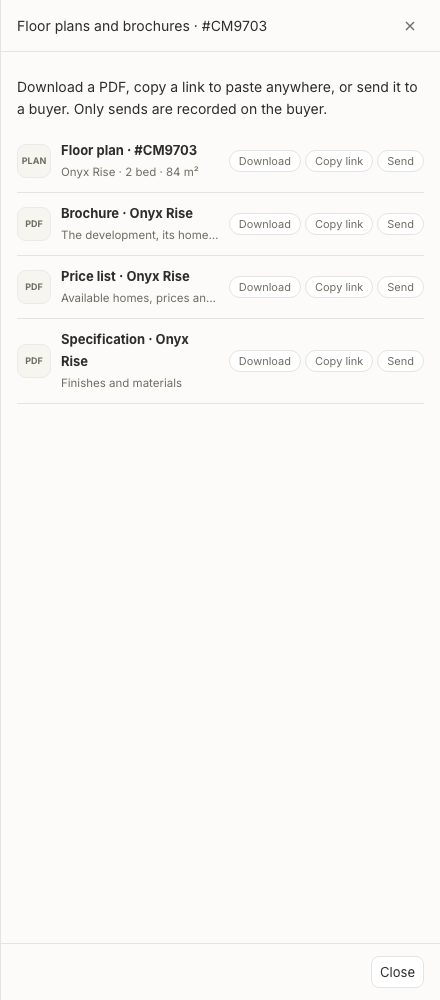 Floor plans and brochures · #CM9703
×
Download a PDF, copy a link to paste anywhere, or send it to
a buyer. Only sends are recorded on the buyer.
PLAN
Floor plan · #CM9703
Onyx Rise · 2 bed · 84 m²
Download
Copy link
Send
PDF
Brochure · Onyx Rise
The development, its home...
Download
Copy link
Send
PDF
Price list · Onyx Rise
Available homes, prices an...
Download
Copy link
Send
PDF
Specification · Onyx
Rise
Finishes and materials
Download
Copy link
Send
Close